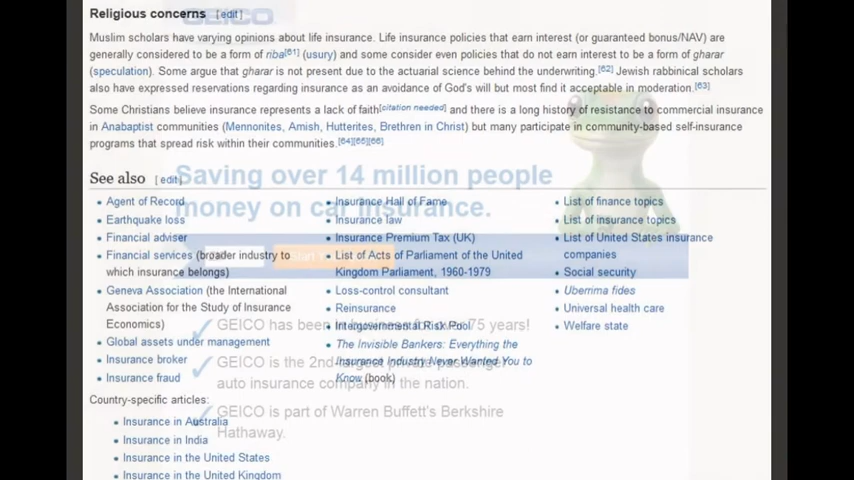 GEICO
Religious concerns [edit]
Muslim scholars have varying opinions about life insurance. Life insurance policies that earn interest (or guaranteed bonus/NAV) are
generally considered to be a form of riba[61] (usury) and some consider even policies that do not earn interest to be a form of gharar
(speculation). Some argue that gharar is not present due to the actuarial science behind the underwriting.[62] Jewish rabbinical scholars
also have expressed reservations regarding insurance as an avoidance of God's will but most find it acceptable in moderation.[63]
Some Christians believe insurance represents a lack of faith[citation needed] and there is a long history of resistance to commercial insurance
in Anabaptist communities (Mennonites, Amish, Hutterites, Brethren in Christ) but many participate in community-based self-insurance
programs that spread risk within their communities.[64][65][66]
See also [edit]
Saving over 14 million people
money on car insurance.
Agent of Record
Earthquake loss
Financial adviser
Financial services (broader industry to
which insurance belongs)
Geneva Association (the International
Association for the Study of Insurance
Economics)
Global assets under management
Insurance broker
Insurance fraud
Insurance Hall of Fame
Insurance law
Insurance Premium Tax (UK)
List of Acts of Parliament of the United
Kingdom Parliament, 1960-1979
Loss-control consultant
Reinsurance
Intergovernmental Risk Pool
The Invisible Bankers: Everything the
Insurance Industry Never Wanted You to
Know (book)
List of finance topics
List of insurance topics
List of United States insurance
companies
Social security
Uberrima fides
Universal health care
Welfare state
GEICO has been in business for over 75 years!
GEICO is the 2nd largest private passenger
auto insurance company in the nation.
GEICO is part of Warren Buffett's Berkshire
Hathaway.
Country-specific articles:
Insurance in Australia
Insurance in India
Insurance in the United States
Insurance in the United Kingdom